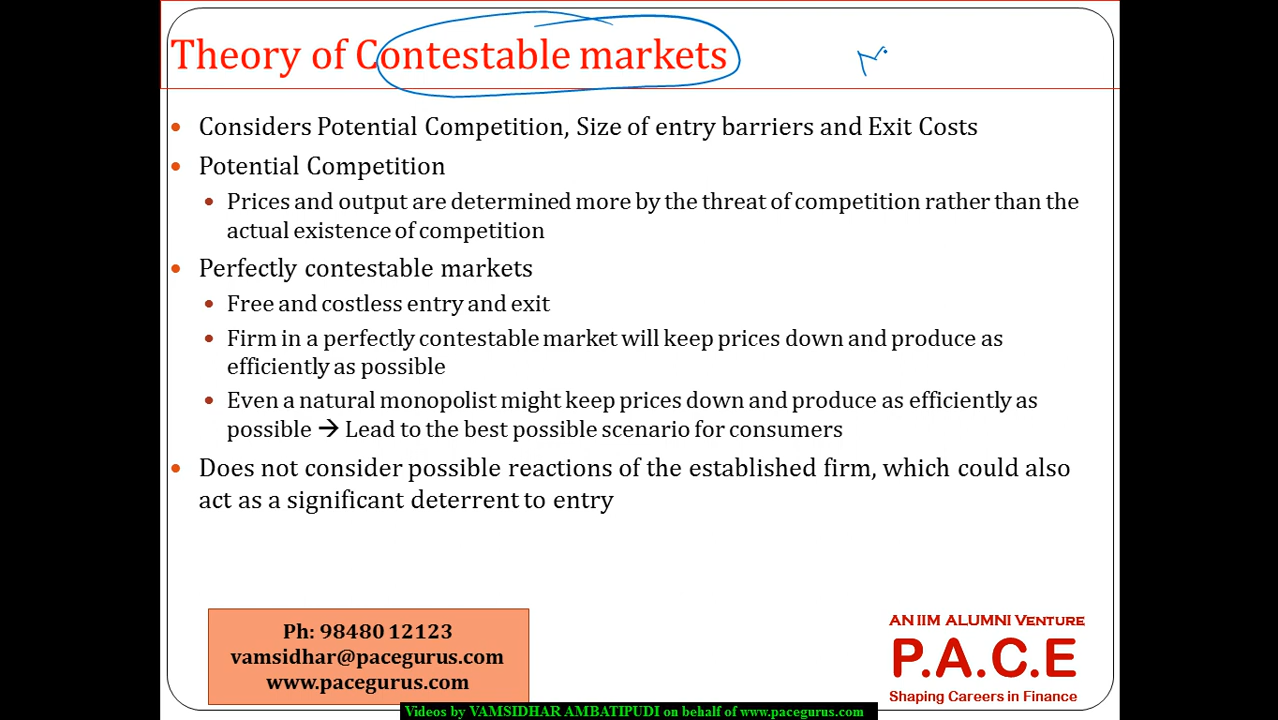 Theory of Contestable markets
• Considers Potential Competition, Size of entry barriers and Exit Costs
• Potential Competition
• Prices and output are determined more by the threat of competition rather than the
actual existence of competition
• Perfectly contestable markets
• Free and costless entry and exit
• Firm in a perfectly contestable market will keep prices down and produce as
efficiently as possible
• Even a natural monopolist might keep prices down and produce as efficiently as
possible → Lead to the best possible scenario for consumers
• Does not consider possible reactions of the established firm, which could also
act as a significant deterrent to entry
Ph: 98480 12123
vamsidhar@pacegurus.com
www.pacegurus.com
AN IIM ALUMNI VENTURE
P.A.C.E
Shaping Careers in Finance
Videos by VAMSIDHAR AMBATIPUDI on behalf of www.pacegurus.com